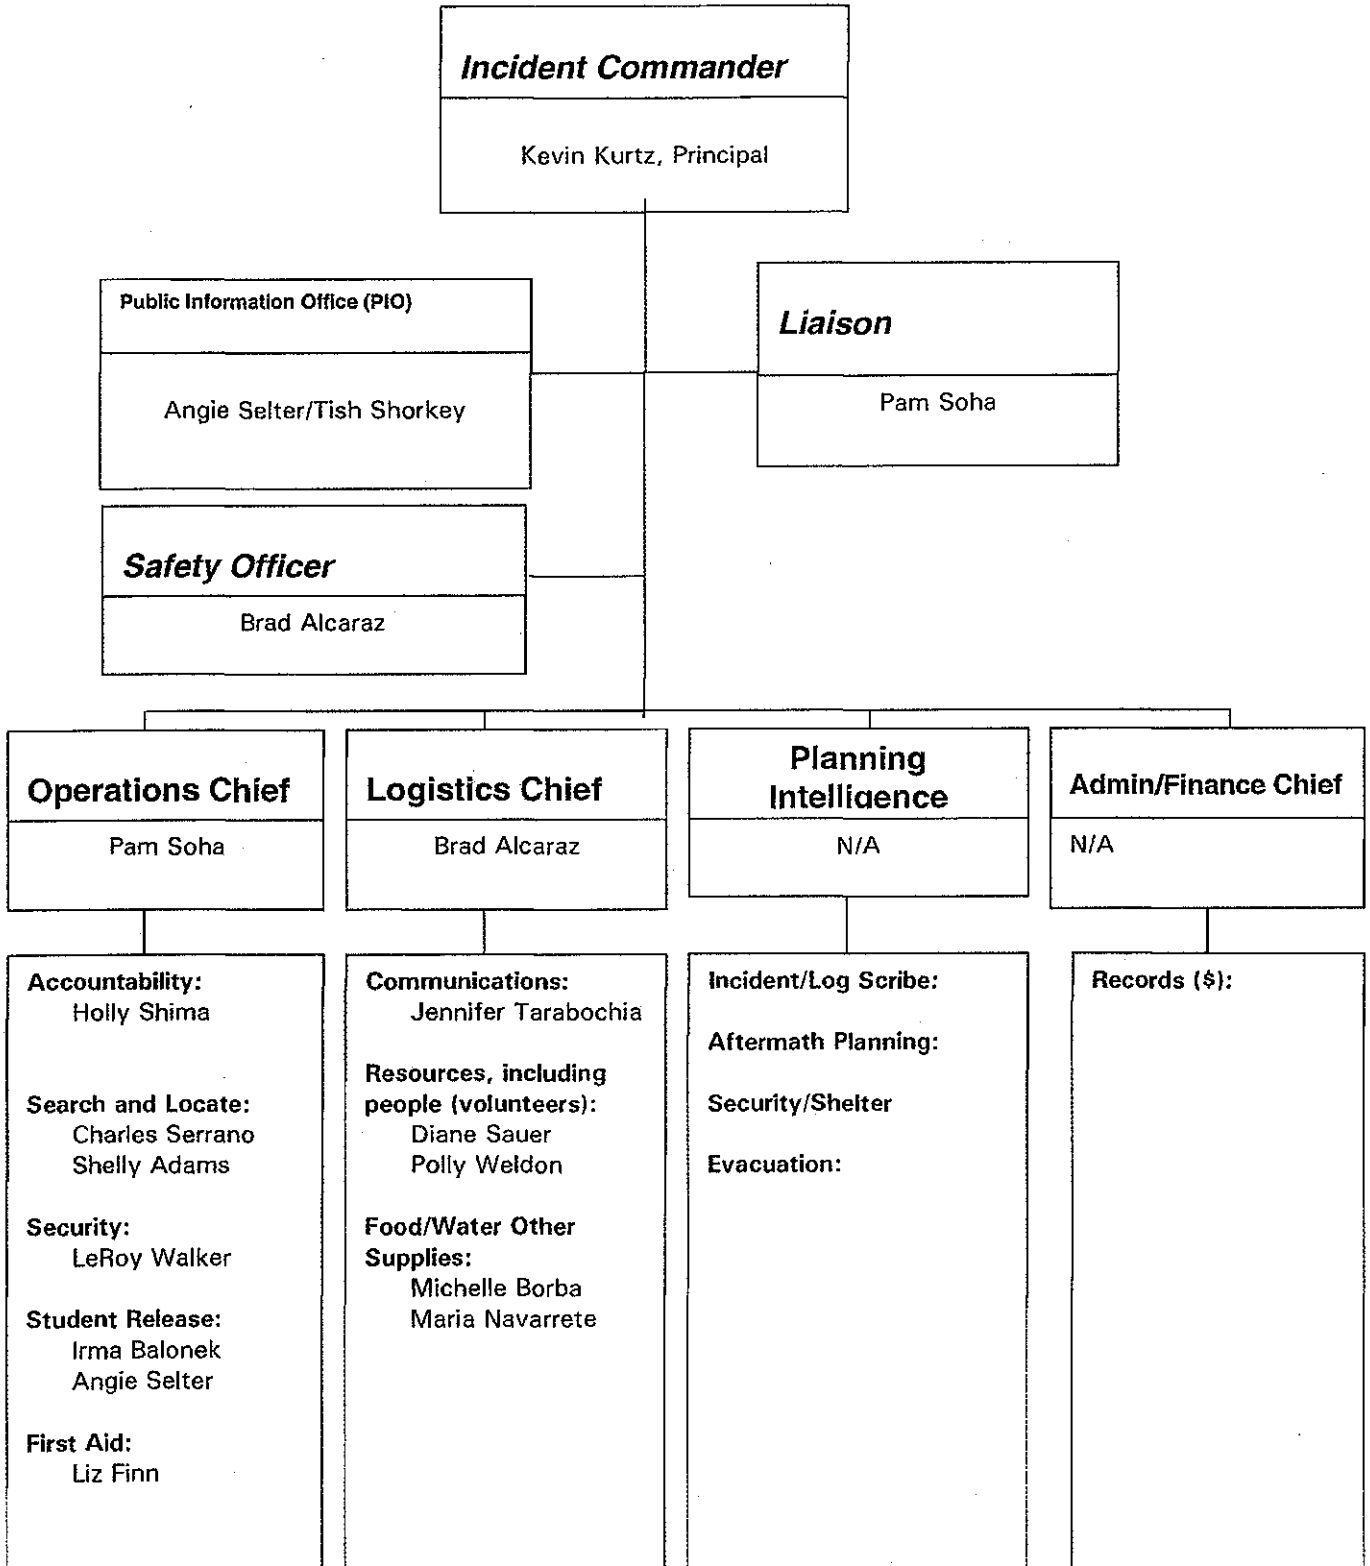 Incident Commander
Kevin Kurtz, Principal
Public Information Office (PIO)
Angie Selter/Tish Shorkey
Liaison
Pam Soha
Safety Officer
Brad Alcaraz
Operations Chief
Pam Soha
Logistics Chief
Brad Alcaraz
Planning
Intelligence
N/A
Admin/Finance Chief
N/A
Accountability:
Holly Shima
Search and Locate:
Charles Serrano
Shelly Adams
Security:
LeRoy Walker
Student Release:
Irma Balonek
Angie Selter
First Aid:
Liz Finn
Communications:
Jennifer Tarabochia
Resources, including
people (volunteers):
Diane Sauer
Polly Weldon
Food/Water Other
Supplies:
Michelle Borba
Maria Navarrete
Incident/Log Scribe:
Aftermath Planning:
Security/Shelter
Evacuation:
Records ($):